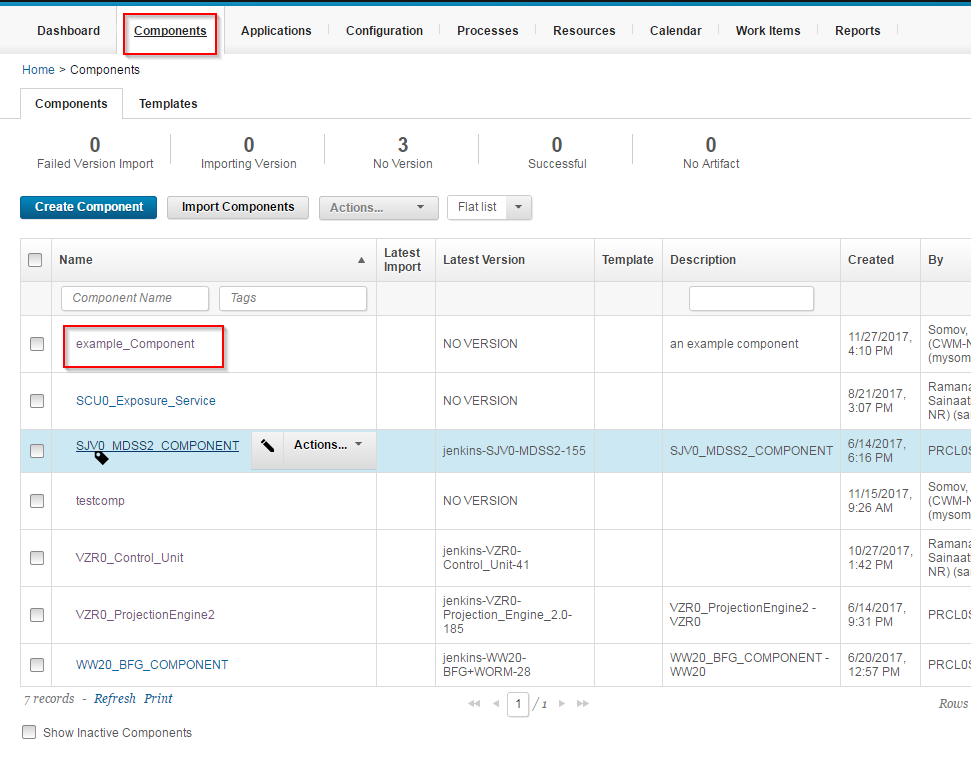 Dashboard Components Applications Configuration Processes Resources Calendar Work Items Reports
Home > Components
Components Templates
0 0 3 0 0
Failed Version Import Importing Version No Version Successful No Artifact
Create Component Import Components Actions... Flat list
Name Latest Import Latest Version Template Description Created By
Component Name Tags
example_Component NO VERSION an example component 11/27/2017, 4:10 PM Somov, (CWM-N (mysom
SCU0_Exposure_Service NO VERSION 8/21/2017, 3:07 PM Ramana Sainaat NR) (sa
SJV0_MDSS2_COMPONENT Actions... jenkins-SJV0-MDSS2-155 SJV0_MDSS2_COMPONENT 6/14/2017, 6:16 PM PRCL0S
testcomp NO VERSION 11/15/2017, 9:26 AM Somov, (CWM-N (mysom
VZR0_Control_Unit jenkins-VZR0-Control_Unit-41 10/27/2017, 1:42 PM Ramana Sainaat NR) (sa
VZR0_ProjectionEngine2 jenkins-VZR0-Projection_Engine_2.0-185 VZR0_ProjectionEngine2 - VZR0 6/14/2017, 9:31 PM PRCL0S
WW20_BFG_COMPONENT jenkins-WW20-BFG+WORM-28 WW20_BFG_COMPONENT - WW20 6/20/2017, 12:57 PM PRCL0S
7 records - Refresh Print 1 / 1 Rows
Show Inactive Components